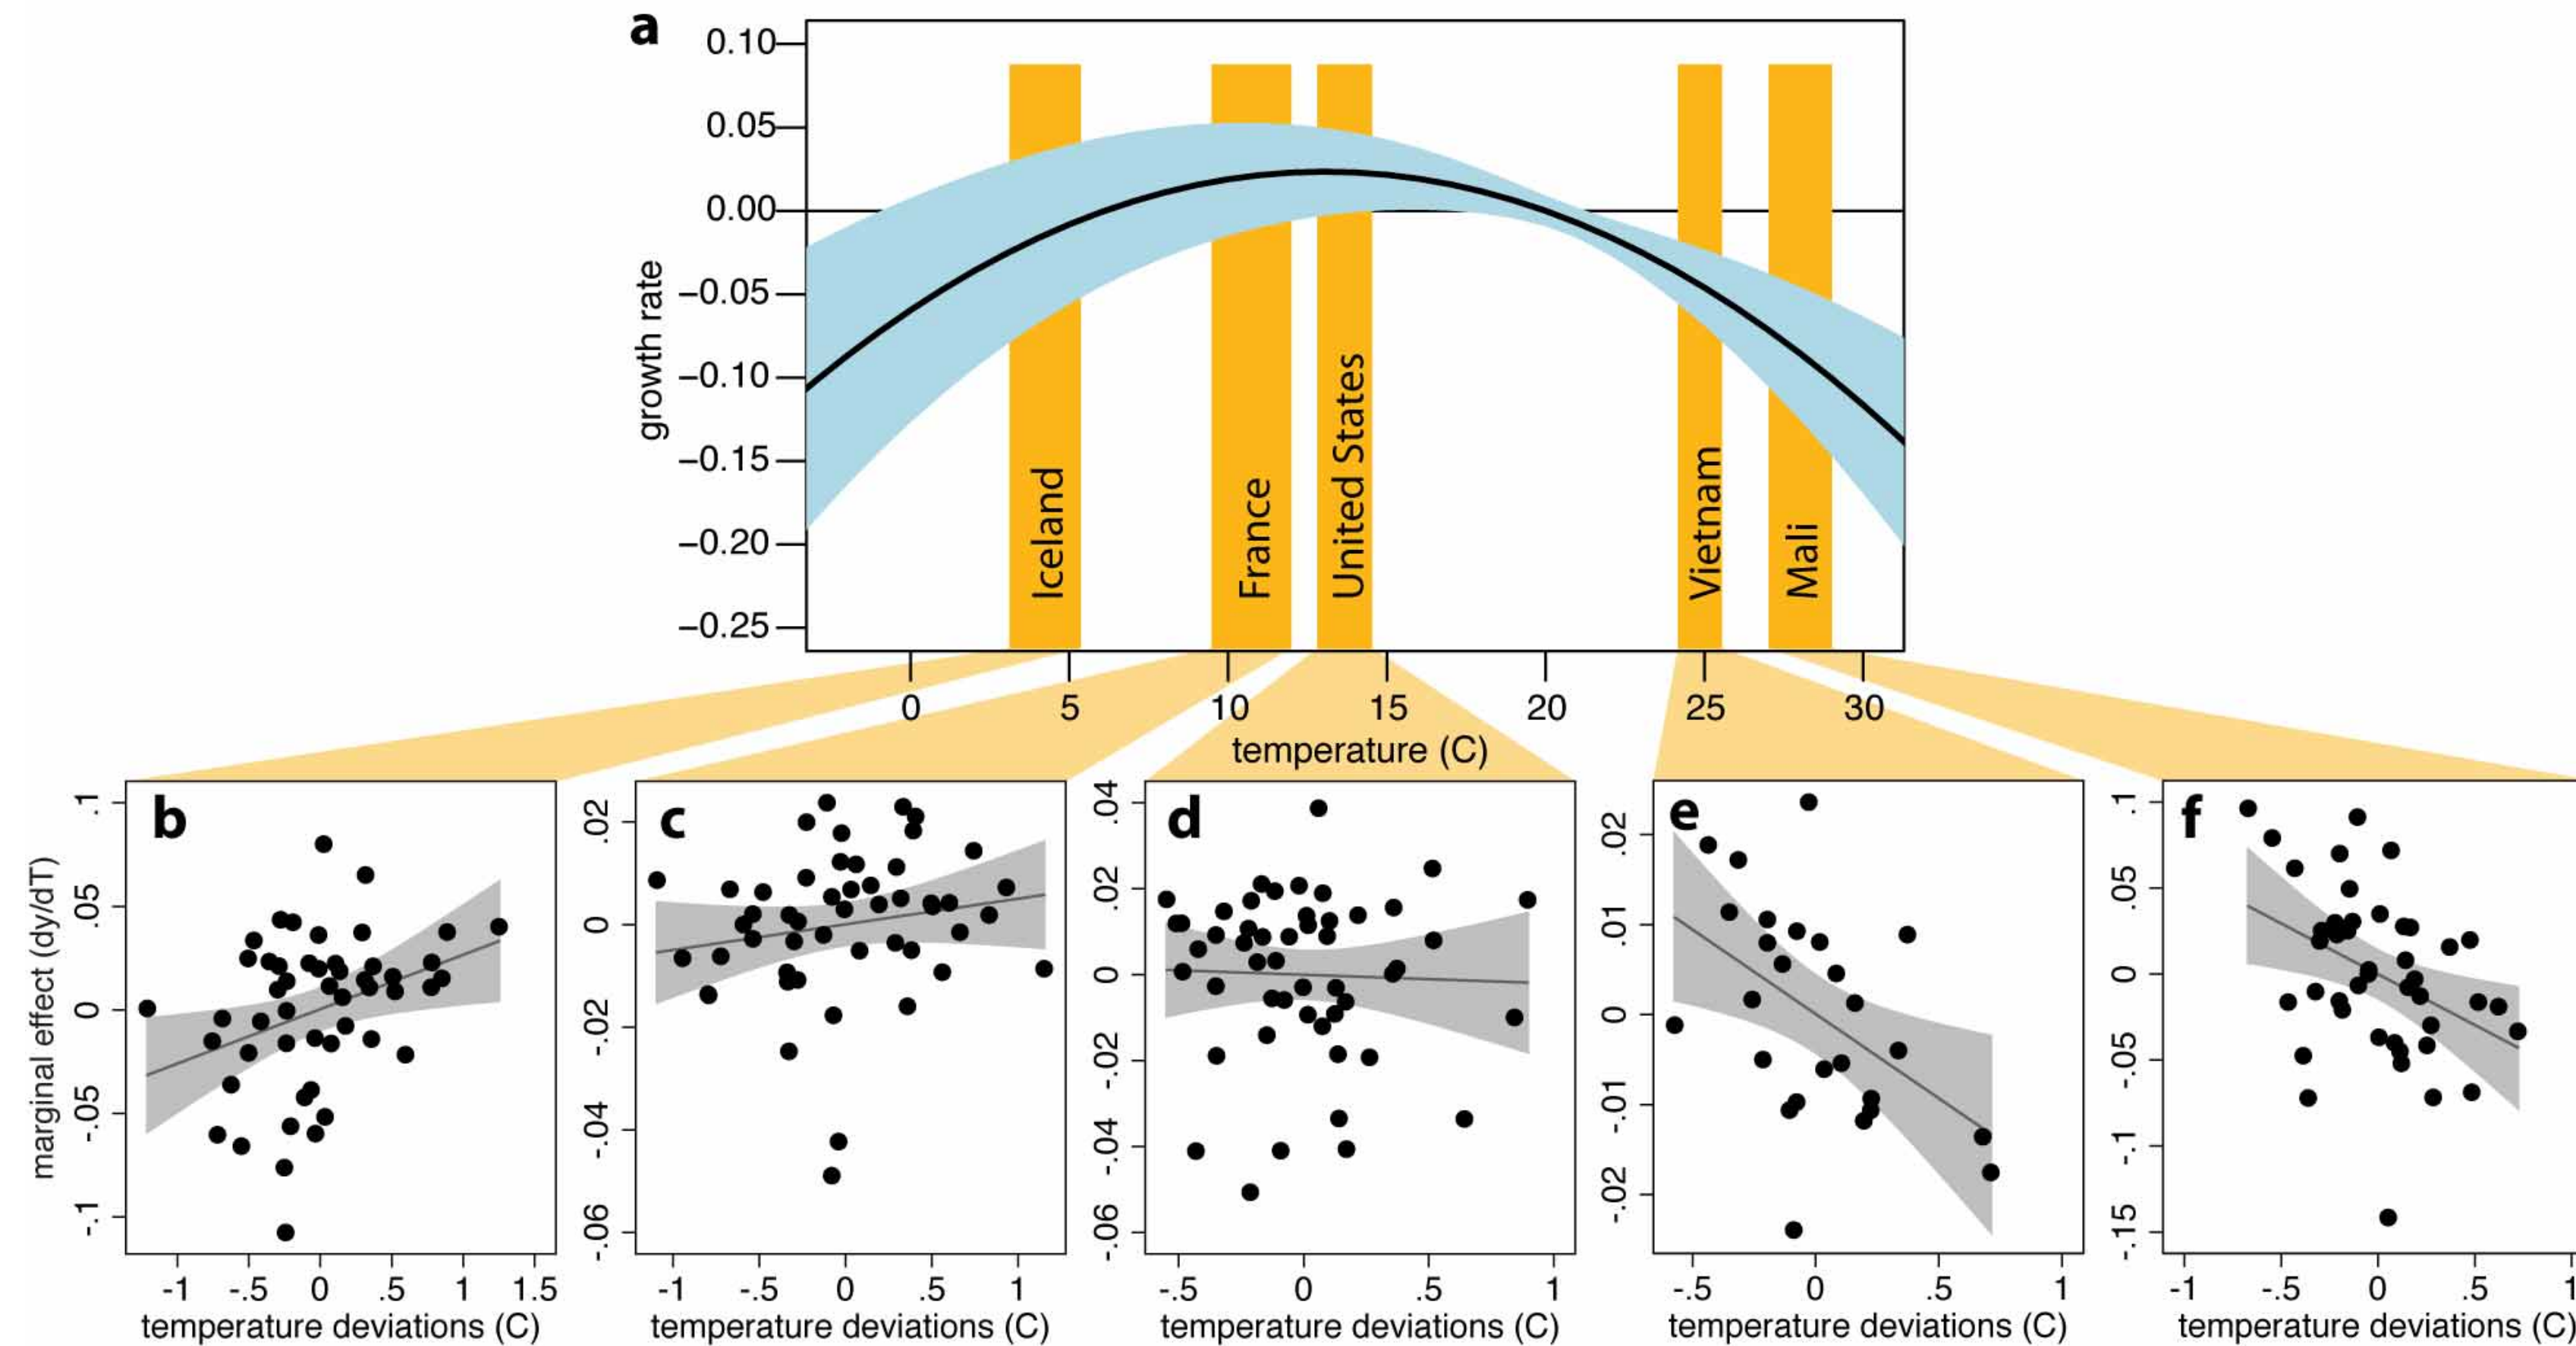 a
0.10
0.05
0.00
−0.05
−0.10
−0.15
−0.20
−0.25
growth rate
Iceland
France
United States
Vietnam
Mali
0 5 10 15 20 25 30
temperature (C)
marginal effect (dy/dT)
b
.1
.05
0
-.05
-.1
-1 -.5 0 .5 1 1.5
temperature deviations (C)
c
.02
0
-.02
-.04
-.06
-1 -.5 0 .5 1
temperature deviations (C)
d
.04
.02
0
-.02
-.04
-.06
-.5 0 .5 1
temperature deviations (C)
e
.02
.01
0
-.01
-.02
-.5 0 .5 1
temperature deviations (C)
f
.1
.05
0
-.05
-.1
-.15
-1 -.5 0 .5 1
temperature deviations (C)